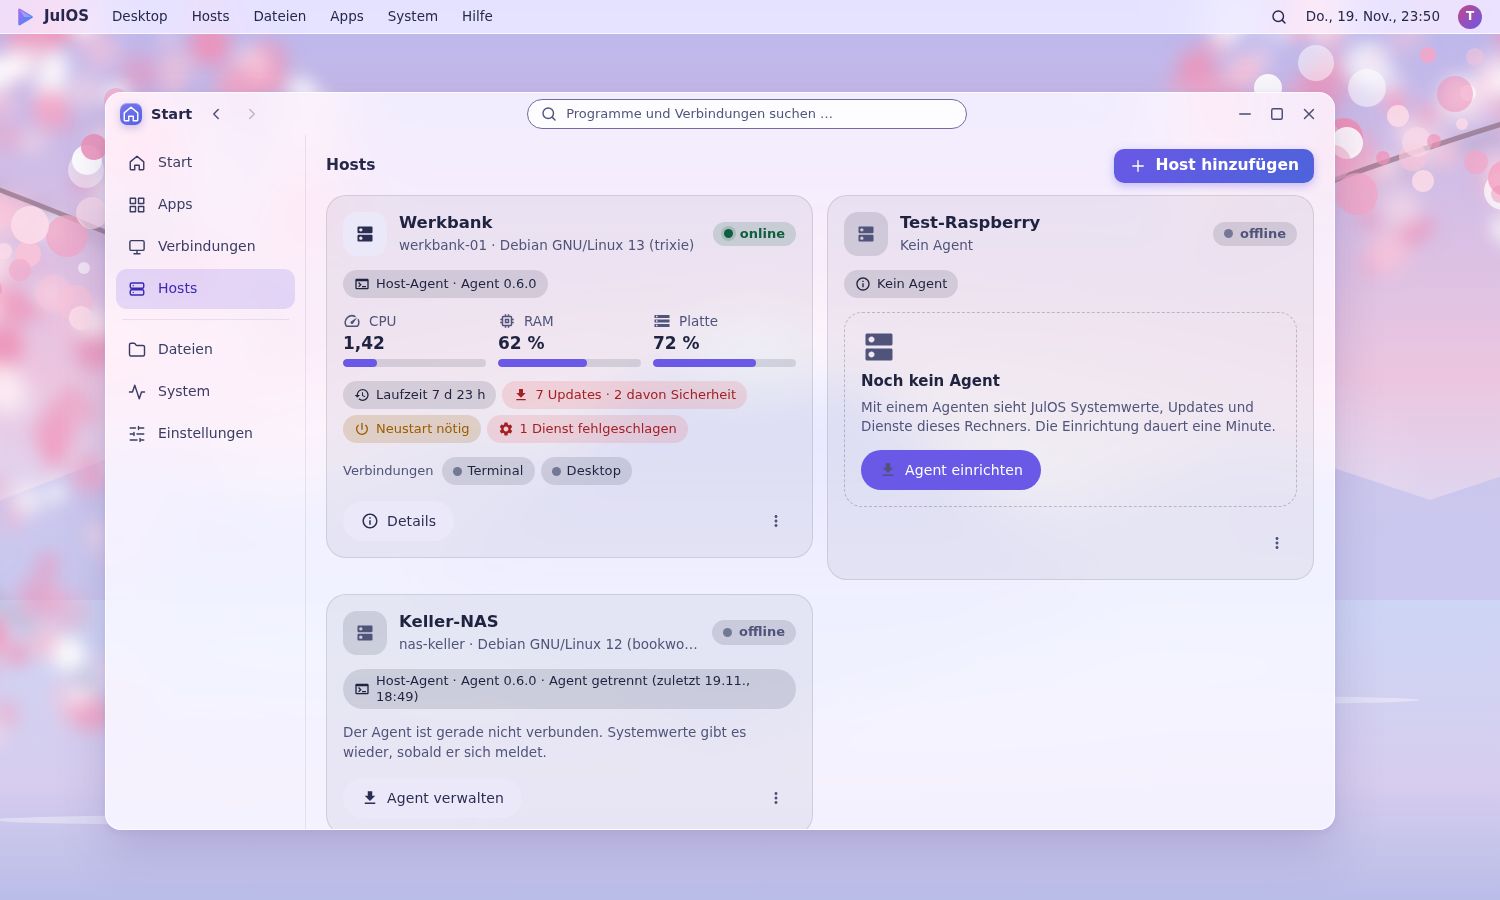 JulOS Desktop Hosts Dateien Apps System Hilfe Do., 19. Nov., 23:50 T
Start
Programme und Verbindungen suchen ...
Start
Apps
Verbindungen
Hosts
Dateien
System
Einstellungen
Hosts
Host hinzufügen
Werkbank
werkbank-01 · Debian GNU/Linux 13 (trixie)
online
Host-Agent · Agent 0.6.0
CPU RAM Platte
1,42 62 % 72 %
Laufzeit 7 d 23 h 7 Updates · 2 davon Sicherheit
Neustart nötig 1 Dienst fehlgeschlagen
Verbindungen Terminal Desktop
Details
Test-Raspberry
Kein Agent
offline
Kein Agent
Noch kein Agent
Mit einem Agenten sieht JulOS Systemwerte, Updates und
Dienste dieses Rechners. Die Einrichtung dauert eine Minute.
Agent einrichten
Keller-NAS
nas-keller · Debian GNU/Linux 12 (bookwo...
offline
Host-Agent · Agent 0.6.0 · Agent getrennt (zuletzt 19.11.,
18:49)
Der Agent ist gerade nicht verbunden. Systemwerte gibt es
wieder, sobald er sich meldet.
Agent verwalten